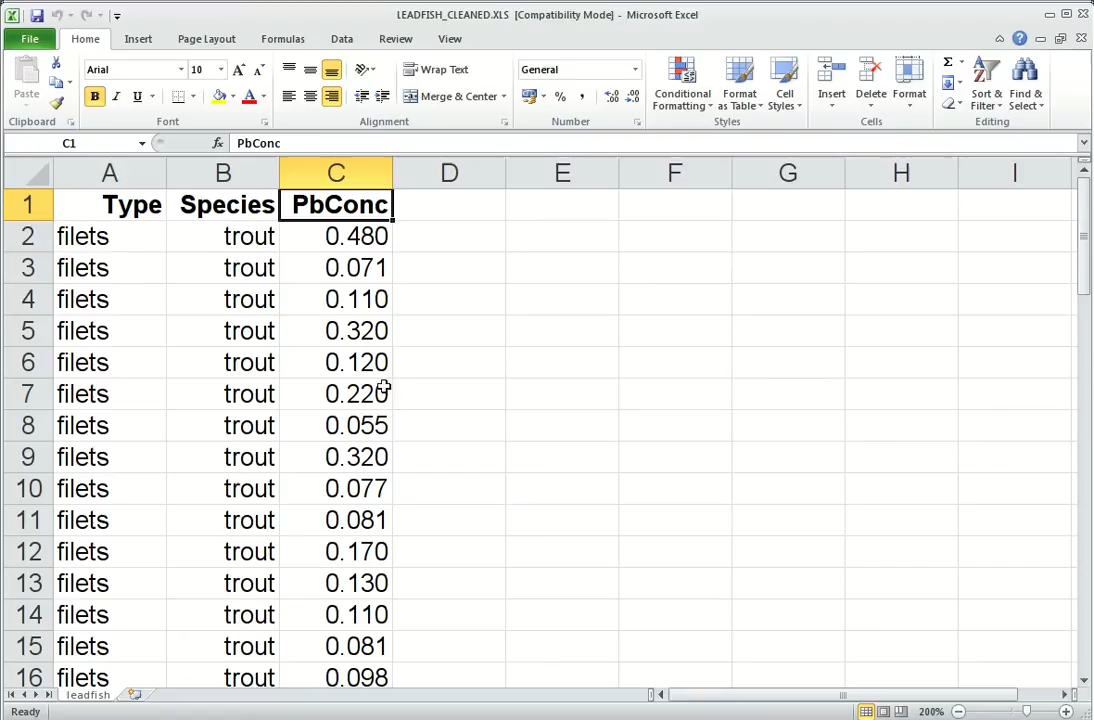 LEADFISH_CLEANED.XLS [Compatibility Mode] - Microsoft Excel
File Home Insert Page Layout Formulas Data Review View
Paste
Arial 10
B I U
Clipboard Font
Wrap Text
Merge & Center
Alignment
General
% ,
Number
Conditional Formatting
Format as Table
Cell Styles
Styles
Insert Delete Format
Cells
Σ
Sort & Filter
Find & Select
Editing
C1 fx PbConc
A B C D E F G H I
1 Type Species PbConc
2 filets trout 0.480
3 filets trout 0.071
4 filets trout 0.110
5 filets trout 0.320
6 filets trout 0.120
7 filets trout 0.220
8 filets trout 0.055
9 filets trout 0.320
10 filets trout 0.077
11 filets trout 0.081
12 filets trout 0.170
13 filets trout 0.130
14 filets trout 0.110
15 filets trout 0.081
16 filets trout 0.098
leadfish
Ready 200%